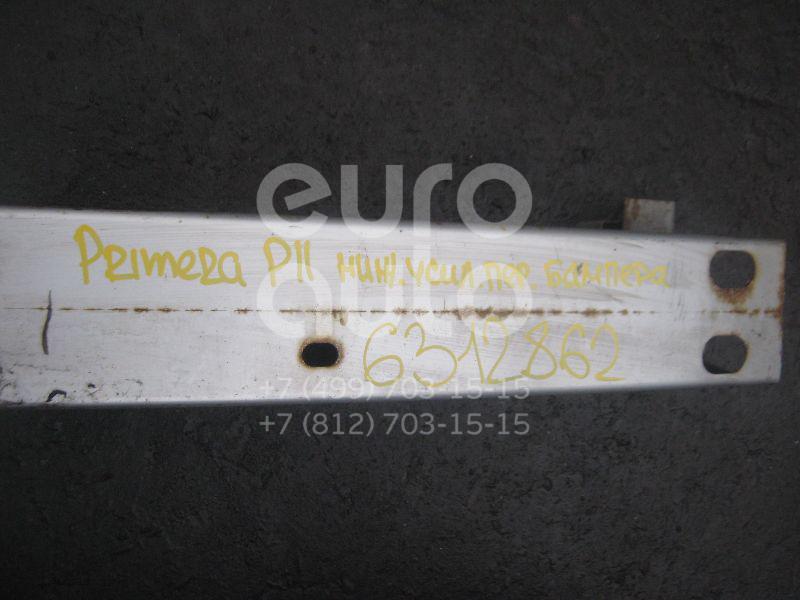 euro
auto
Primera P11 ниж. усил пер. бампера
6312862
+7 (499) 703-15-15
+7 (812) 703-15-15